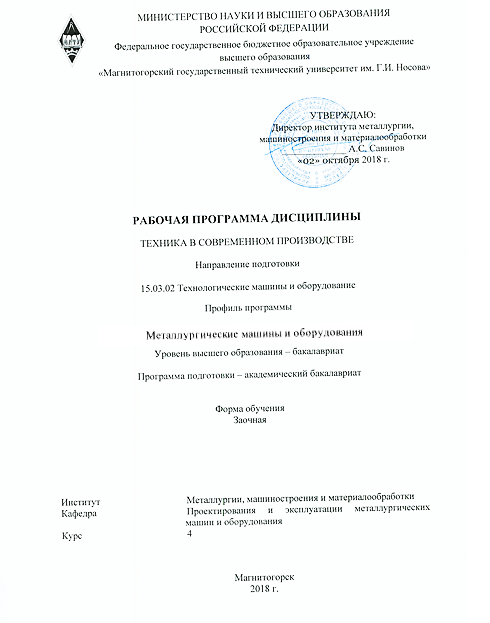 МИНИСТЕРСТВО НАУКИ И ВЫСШЕГО ОБРАЗОВАНИЯ
РОССИЙСКОЙ ФЕДЕРАЦИИ
Федеральное государственное бюджетное образовательное учреждение
высшего образования
«Магнитогорский государственный технический университет им. Г.И. Носова»
УТВЕРЖДАЮ:
Директор института металлургии,
машиностроения и материалообработки
А.С. Савинов
«02» октября 2018 г.
РАБОЧАЯ ПРОГРАММА ДИСЦИПЛИНЫ
ТЕХНИКА В СОВРЕМЕННОМ ПРОИЗВОДСТВЕ
Направление подготовки
15.03.02 Технологические машины и оборудование
Профиль программы
Металлургические машины и оборудования
Уровень высшего образования – бакалавриат
Программа подготовки – академический бакалавриат
Форма обучения
Заочная
Институт Металлургии, машиностроения и материалообработки
Кафедра Проектирования и эксплуатации металлургических
машин и оборудования
Курс 4
Магнитогорск
2018 г.